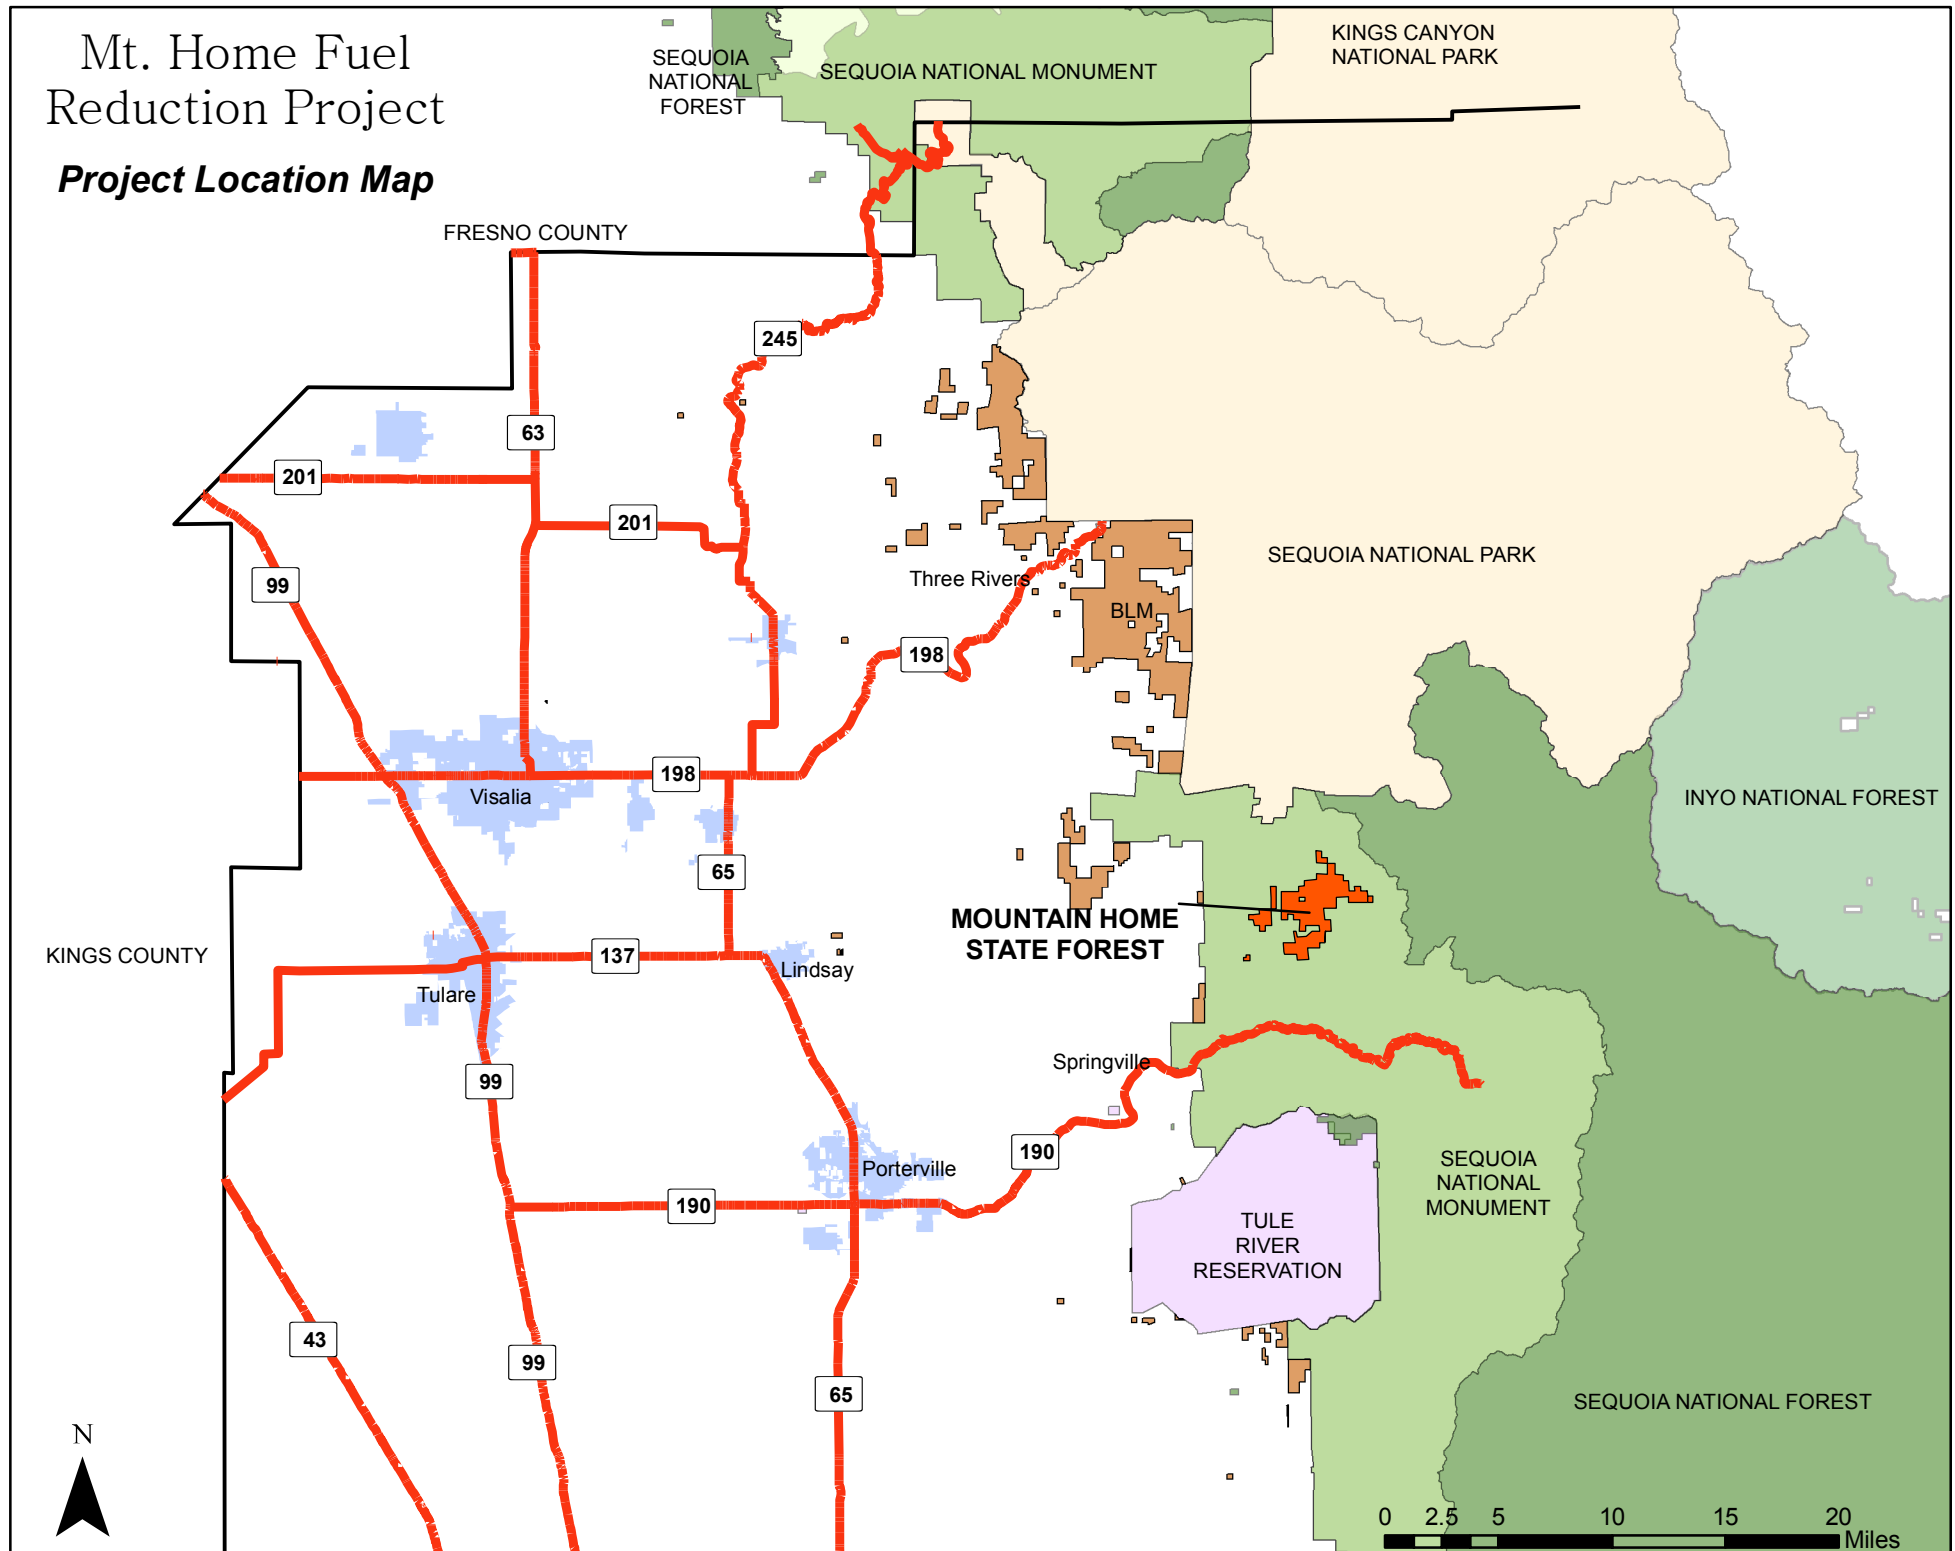 Mt. Home Fuel
Reduction Project
Project Location Map
SEQUOIA
NATIONAL
FOREST
SEQUOIA NATIONAL MONUMENT
KINGS CANYON
NATIONAL PARK
FRESNO COUNTY
245
63
201
201
99
Three Rivers
SEQUOIA NATIONAL PARK
BLM
198
198
Visalia
INYO NATIONAL FOREST
65
MOUNTAIN HOME
STATE FOREST
KINGS COUNTY
137
Lindsay
Tulare
Springville
99
190
Porterville
190
SEQUOIA
NATIONAL
MONUMENT
TULE
RIVER
RESERVATION
43
99
65
SEQUOIA NATIONAL FOREST
N
0 2.5 5 10 15 20
Miles